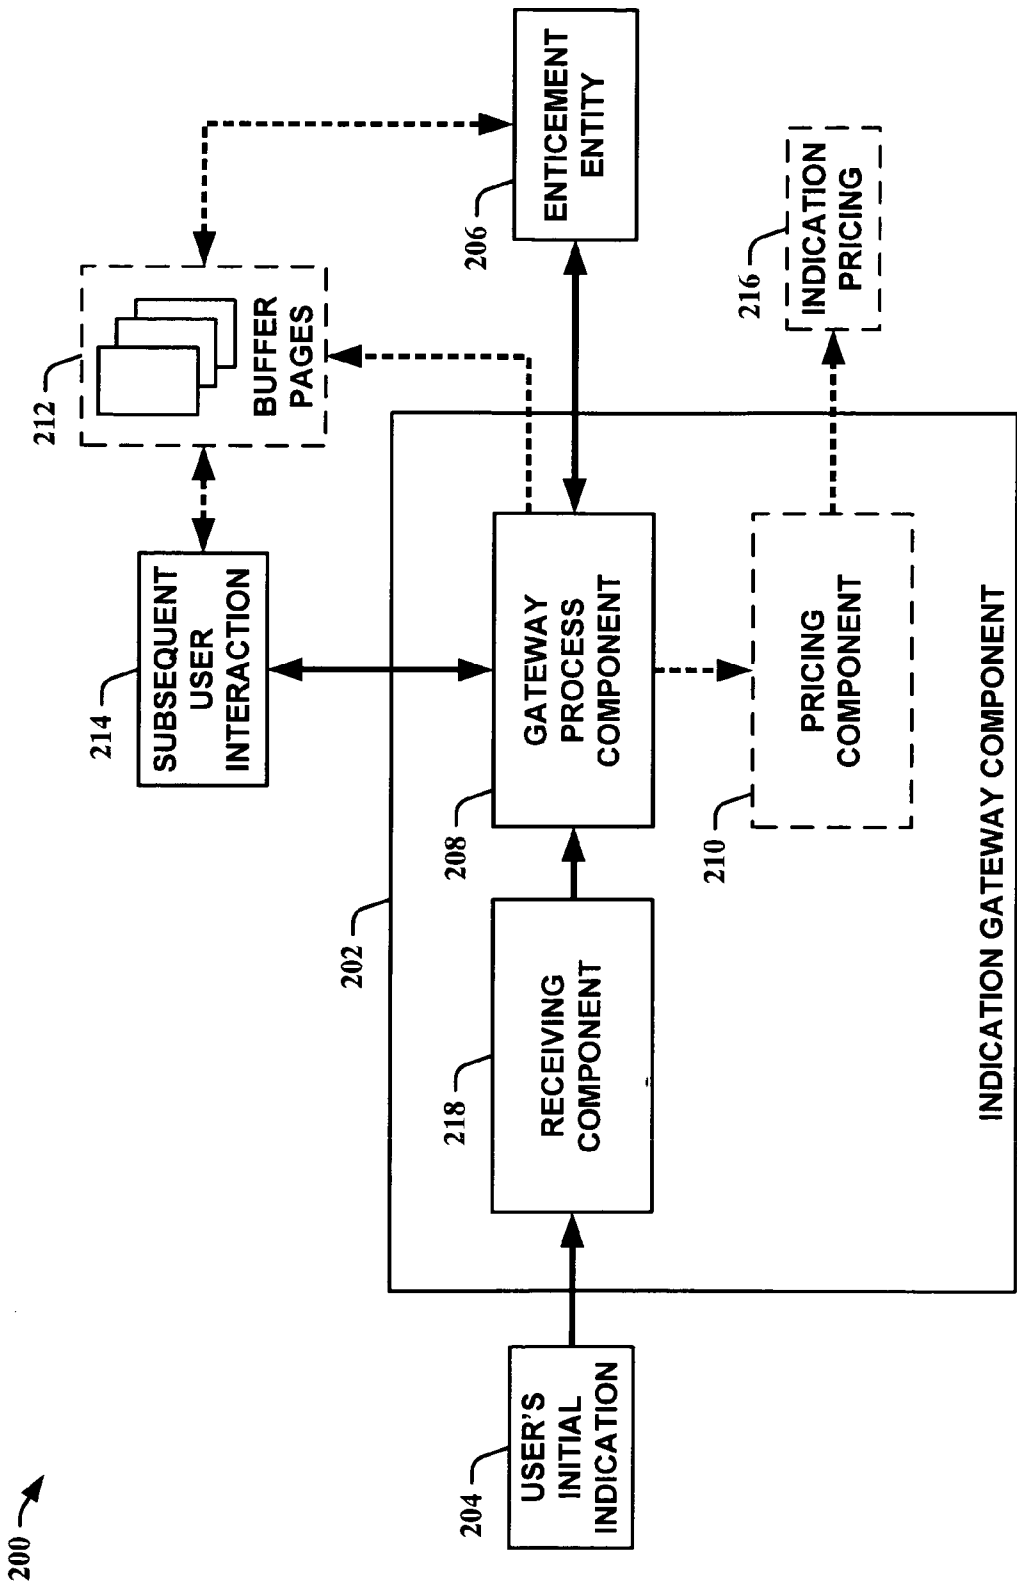 200
212
BUFFER
PAGES
214
SUBSEQUENT
USER
INTERACTION
206
ENTICEMENT
ENTITY
202
204
USER'S
INITIAL
INDICATION
218
RECEIVING
COMPONENT
208
GATEWAY
PROCESS
COMPONENT
210
PRICING
COMPONENT
216
INDICATION
PRICING
INDICATION GATEWAY COMPONENT